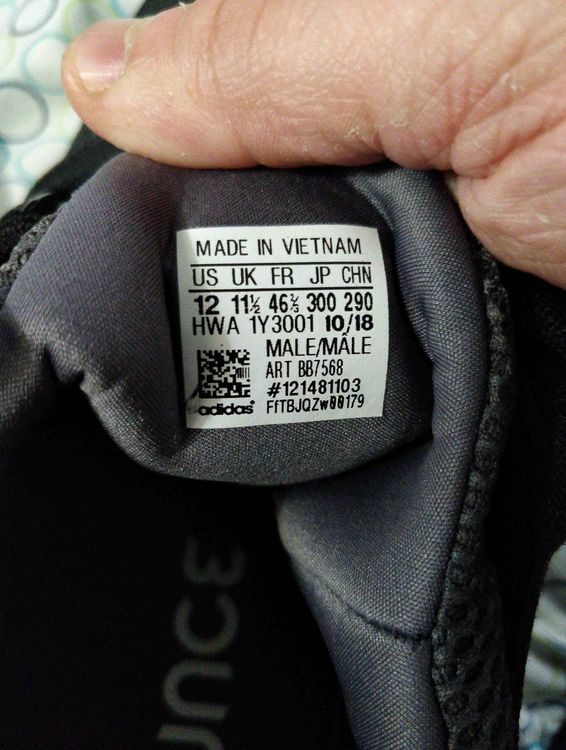 MADE IN VIETNAM
US UK FR JP CHN
12 11½ 46⅔ 300 290
HWA 1Y3001 10/18
MALE/MÂLE
ART BB7568
#121481103
adidas® FfTBJQZw00179
UNCE